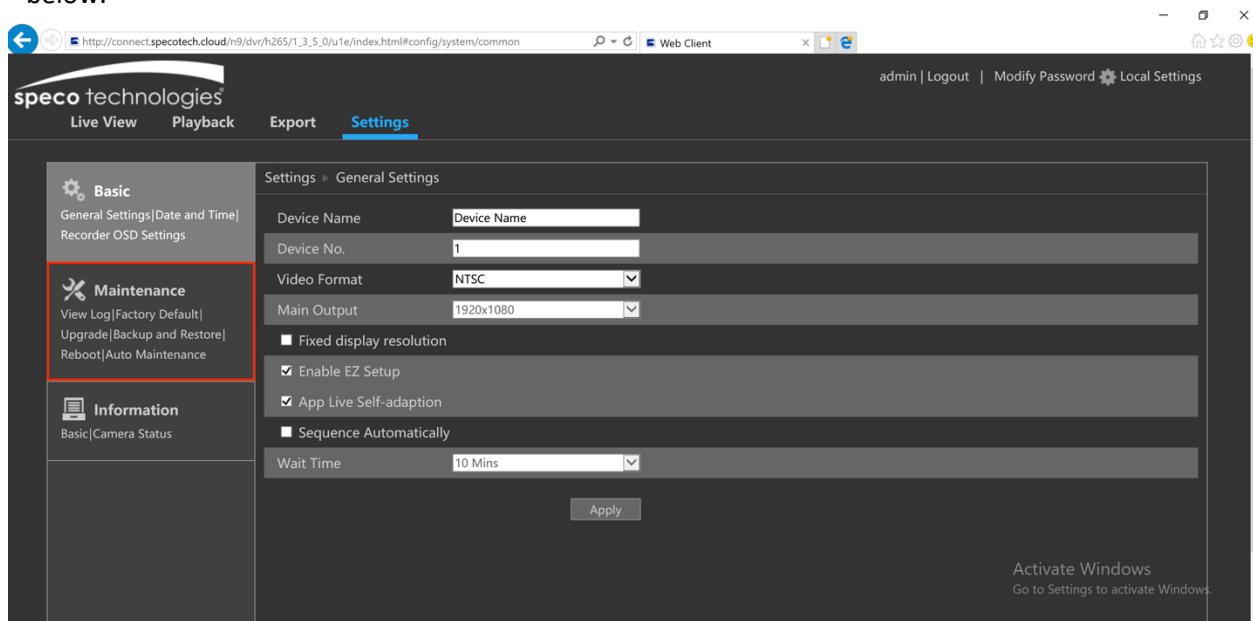 below.
http://connect.specotech.cloud/n9/dvr/h265/1_3_5_0/u1e/index.html#config/system/common
Web Client
admin | Logout | Modify Password Local Settings
speco technologies
Live View Playback Export Settings
Basic
General Settings|Date and Time|
Recorder OSD Settings
Maintenance
View Log|Factory Default|
Upgrade|Backup and Restore|
Reboot|Auto Maintenance
Information
Basic|Camera Status
Settings ▶ General Settings
Device Name Device Name
Device No. 1
Video Format NTSC
Main Output 1920x1080
Fixed display resolution
Enable EZ Setup
App Live Self-adaption
Sequence Automatically
Wait Time 10 Mins
Apply
Activate Windows
Go to Settings to activate Windows.